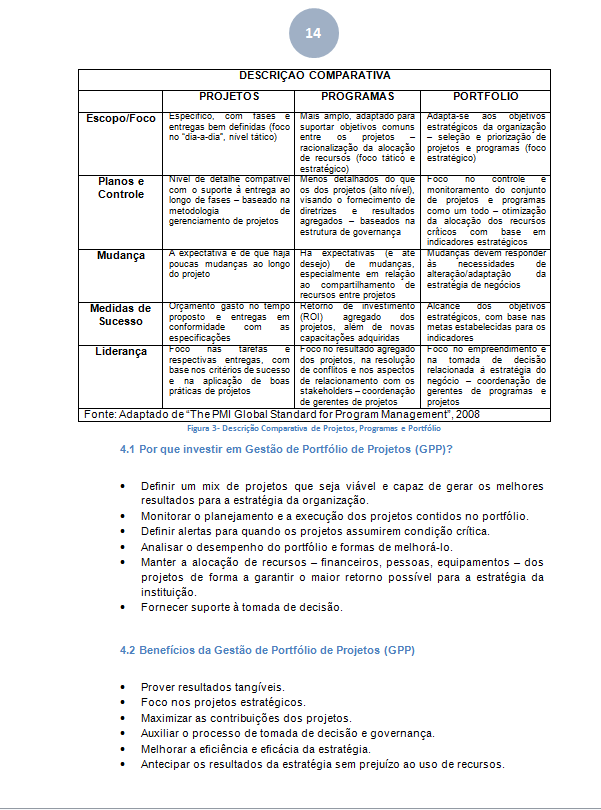 14
DESCRIÇÃO COMPARATIVA
PROJETOS PROGRAMAS PORTFÓLIO
Escopo/Foco
Específico, com fases e
entregas bem definidas (foco
no "dia-a-dia", nível tático)
Mais amplo, adaptado para
suportar objetivos comuns
entre os projetos –
racionalização da alocação
de recursos (foco tático e
estratégico)
Adapta-se aos objetivos
estratégicos da organização
– seleção e priorização de
projetos e programas (foco
estratégico)
Planos e
Controle
Nível de detalhe compatível
com o suporte à entrega ao
longo de fases – baseado na
metodologia de
gerenciamento de projetos
Menos detalhados do que
os dos projetos (alto nível),
visando o fornecimento de
diretrizes e resultados
agregados – baseados na
estrutura de governança
Foco no controle e
monitoramento do conjunto
de projetos e programas
como um todo – otimização
da alocação dos recursos
críticos com base em
indicadores estratégicos
Mudança
A expectativa é de que haja
poucas mudanças ao longo
do projeto
Há expectativas (e até
desejo) de mudanças,
especialmente em relação
ao compartilhamento de
recursos entre projetos
Mudanças devem responder
às necessidades de
alteração/adaptação da
estratégia de negócios
Medidas de
Sucesso
Orçamento gasto no tempo
proposto e entregas em
conformidade com as
especificações
Retorno de investimento
(ROI) agregado dos
projetos, além de novas
capacitações adquiridas
Alcance dos objetivos
estratégicos, com base nas
metas estabelecidas para os
indicadores
Liderança
Foco nas tarefas e
respectivas entregas, com
base nos critérios de sucesso
e na aplicação de boas
práticas de projetos
Foco no resultado agregado
dos projetos, na resolução
de conflitos e nos aspectos
de relacionamento com os
stakeholders – coordenação
de gerentes de projetos
Foco no empreendimento e
na tomada de decisão
relacionada à estratégia do
negócio – coordenação de
gerentes de programas e
projetos
Fonte: Adaptado de "The PMI Global Standard for Program Management", 2008
Figura 3- Descrição Comparativa de Projetos, Programas e Portfólio
4.1 Por que investir em Gestão de Portfólio de Projetos (GPP)?
• Definir um mix de projetos que seja viável e capaz de gerar os melhores
resultados para a estratégia da organização.
• Monitorar o planejamento e a execução dos projetos contidos no portfólio.
• Definir alertas para quando os projetos assumirem condição crítica.
• Analisar o desempenho do portfólio e formas de melhorá-lo.
• Manter a alocação de recursos – financeiros, pessoas, equipamentos – dos
projetos de forma a garantir o maior retorno possível para a estratégia da
instituição.
• Fornecer suporte à tomada de decisão.
4.2 Benefícios da Gestão de Portfólio de Projetos (GPP)
• Prover resultados tangíveis.
• Foco nos projetos estratégicos.
• Maximizar as contribuições dos projetos.
• Auxiliar o processo de tomada de decisão e governança.
• Melhorar a eficiência e eficácia da estratégia.
• Antecipar os resultados da estratégia sem prejuízo ao uso de recursos.